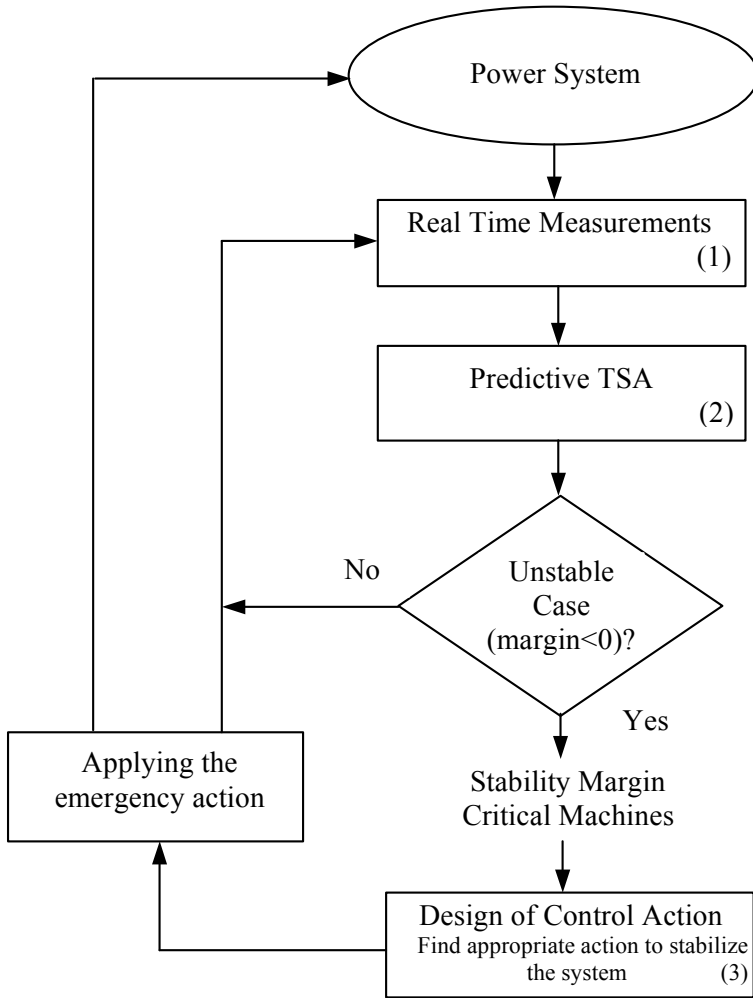 Power System
Real Time Measurements
(1)
Predictive TSA
(2)
No
Unstable
Case
(margin<0)?
Yes
Applying the
emergency action
Stability Margin
Critical Machines
Design of Control Action
Find appropriate action to stabilize
the system
(3)